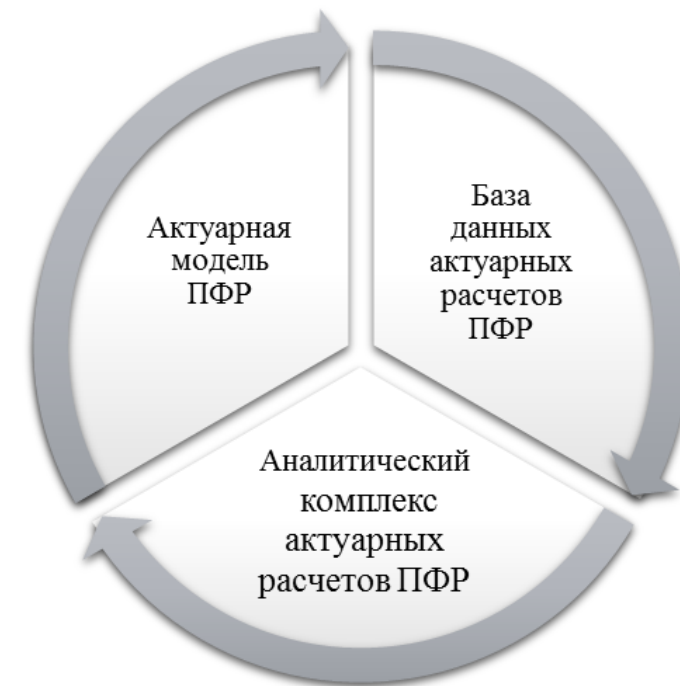 Актуарная
модель
ПФР
База
данных
актуарных
расчетов
ПФР
Аналитический
комплекс
актуарных
расчетов ПФР